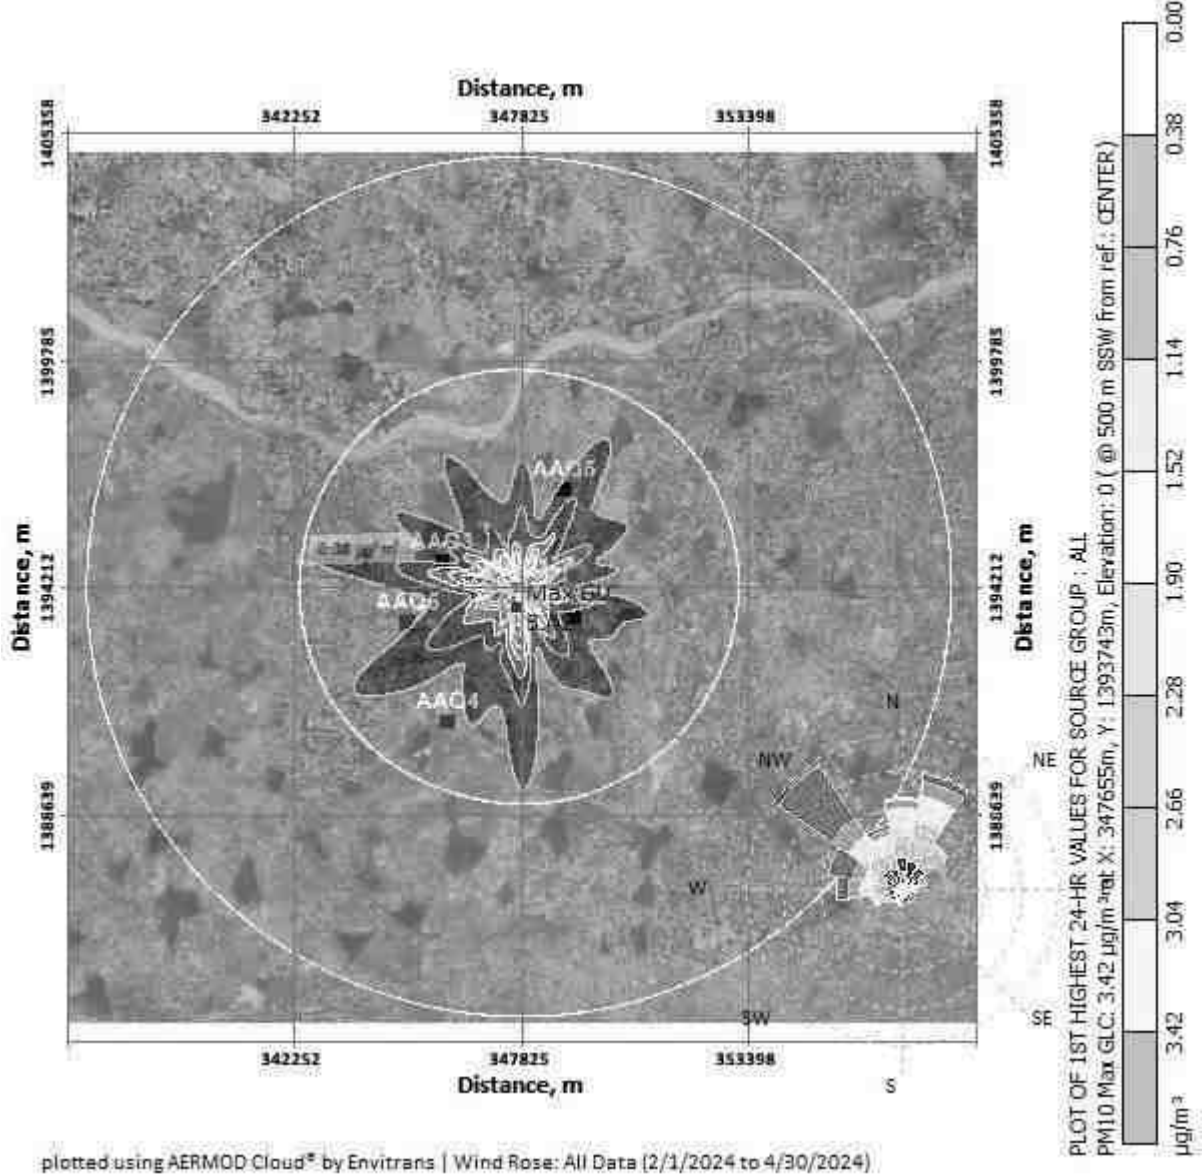 Distance, m
342252 347825 353398
1405358
1405358
1399785
1399785
Distance, m
1394212
1394212
Distance, m
1388639
1388639
AAQ5
AAQ6
AAQ4
N
NW
NE
W
SW
SE
S
342252 347825 353398
Distance, m
PLOT OF 1ST HIGHEST 24-HR VALUES FOR SOURCE GROUP : ALL
PM10 Max GLC: 3.42 µg/m³ at X: 347655m, Y: 1393743m, Elevation: 0 ( @ 500 m SSW from ref.: CENTER)
0.00
0.38
0.76
1.14
1.52
1.90
2.28
2.66
3.04
3.42
µg/m³
plotted using AERMOD Cloud® by Envitrans | Wind Rose: All Data (2/1/2024 to 4/30/2024)